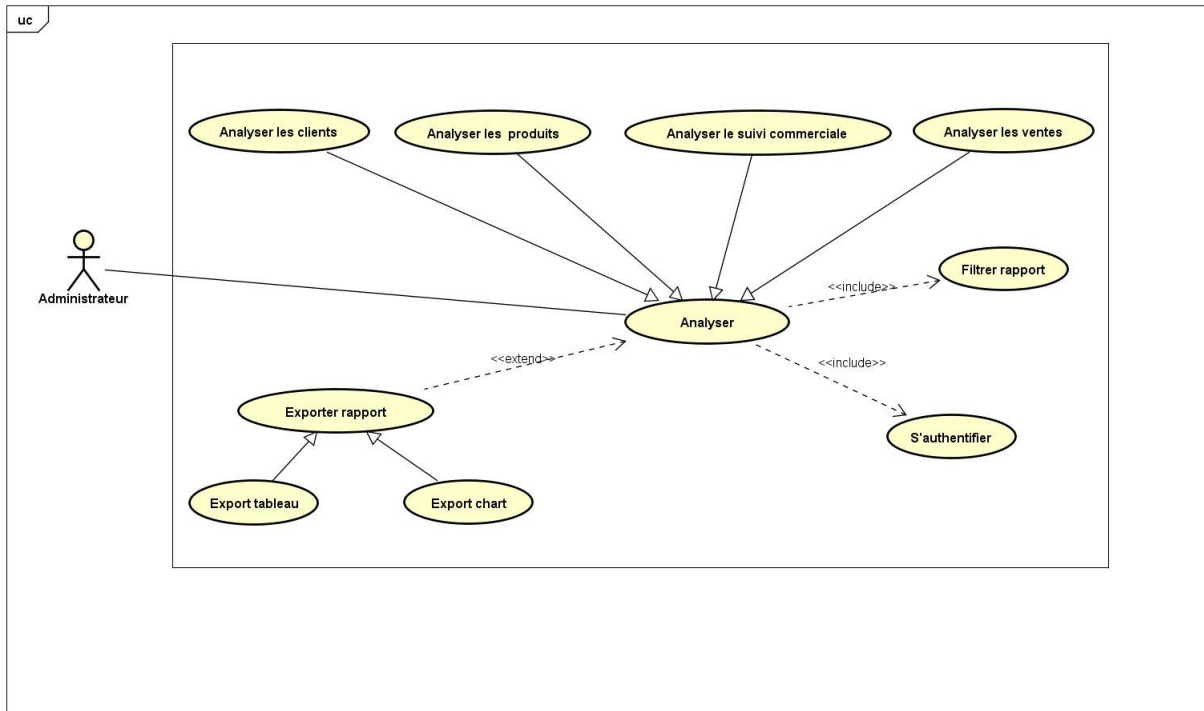 uc
Analyser les clients
Analyser les produits
Analyser le suivi commerciale
Analyser les ventes
Administrateur
Filtrer rapport
<<include>>
Analyser
<<extend>>
<<include>>
Exporter rapport
S'authentifier
Export tableau
Export chart